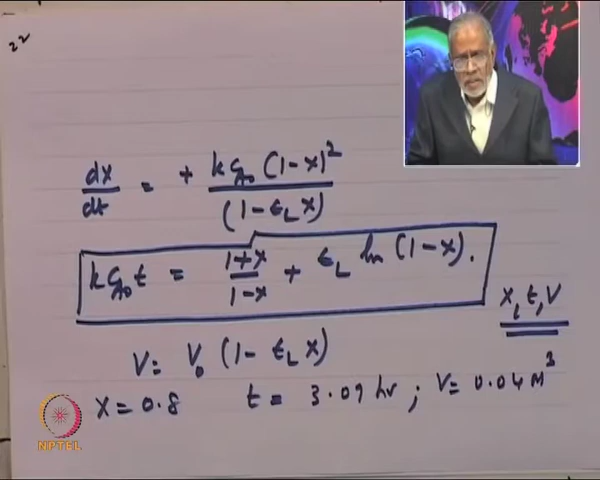 22
dx/dt = + kC_A0 (1-x)^2 / (1-ϵ_L x)
kC_A0 t = 1+x / 1-x + ϵ_L ln (1-x).
x, t, V
V = V_0 (1-ϵ_L x)
x = 0.8 t = 3.09 hr ; V = 0.04 M^3
NPTEL